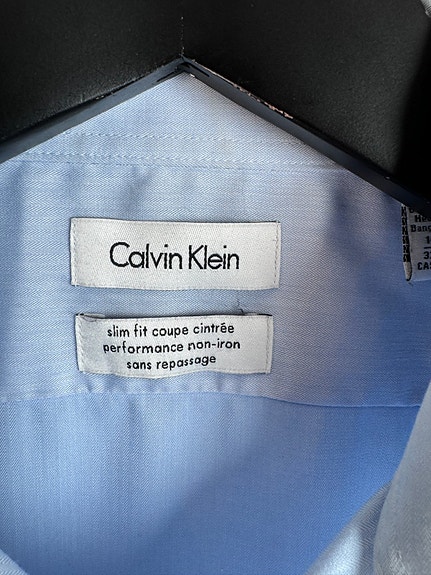 Calvin Klein
slim fit coupe cintrée
performance non-iron
sans repassage